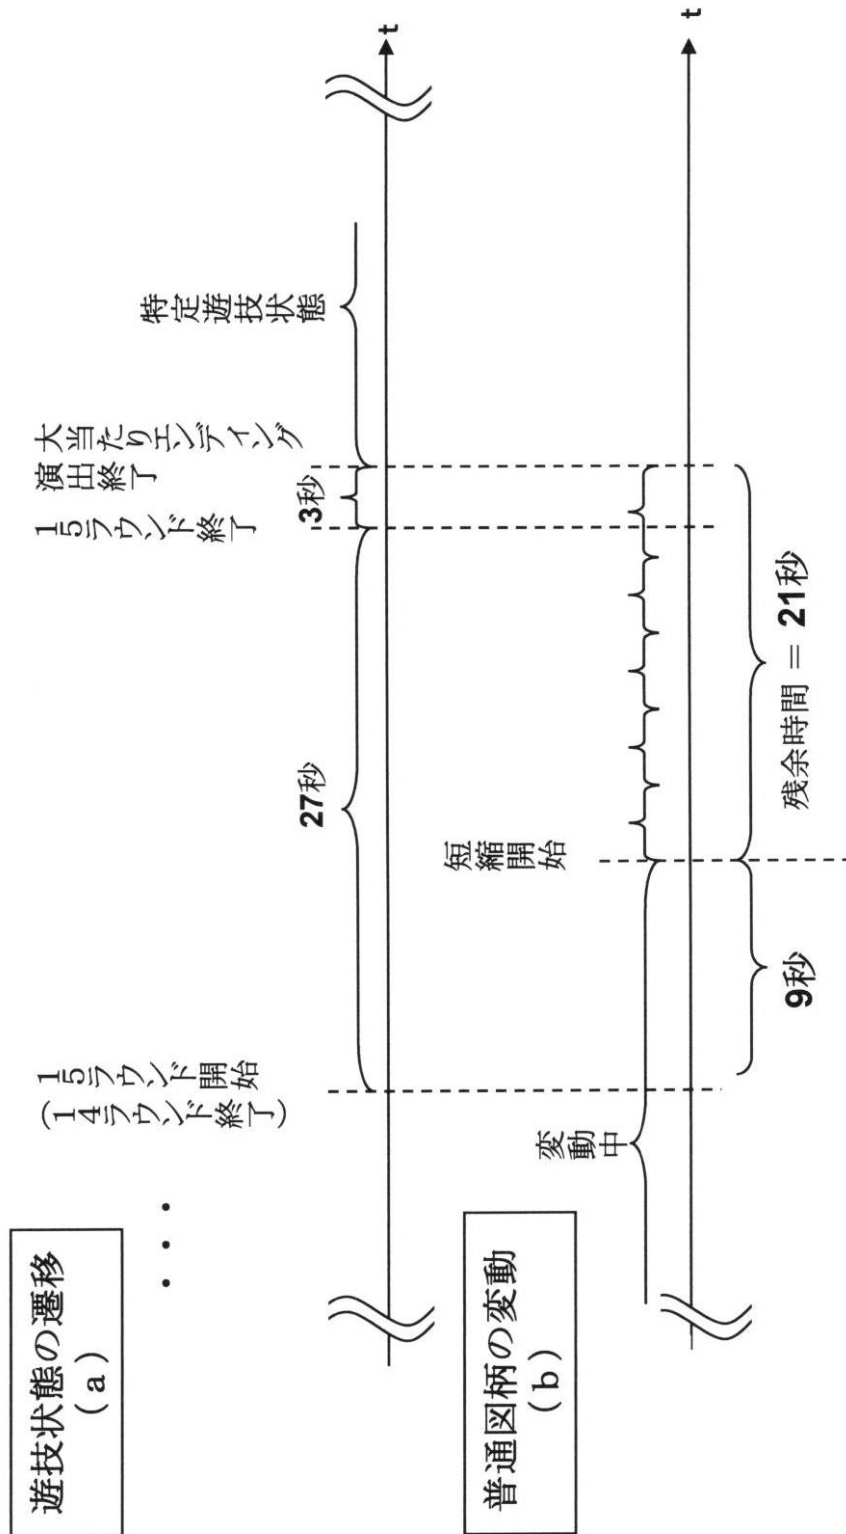 遊技状態の遷移
(a)
・・・
15ラウンド開始
(14ラウンド終了)
27秒
15ラウンド終了
3秒
大当たりエンディング
演出終了
特定遊技状態
t
普通図柄の変動
(b)
変動中
短縮開始
9秒
残余時間 = 21秒
t